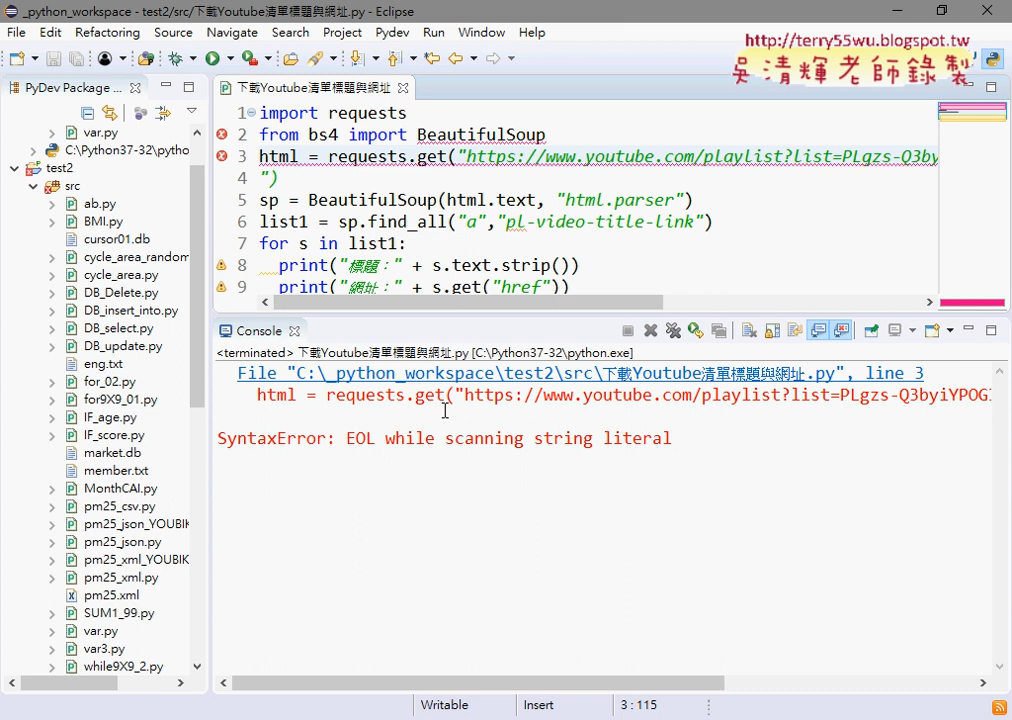 _python_workspace - test2/src/下載Youtube清單標題與網址.py - Eclipse
File Edit Refactoring Source Navigate Search Project Pydev Run Window Help
http://terry55wu.blogspot.tw
吳清輝老師錄製
PyDev Package ...
下載Youtube清單標題與網址
var.py
C:\Python37-32\pytho
test2
src
ab.py
BMI.py
cursor01.db
cycle_area_random
cycle_area.py
DB_Delete.py
DB_insert_into.py
DB_select.py
DB_update.py
eng.txt
for_02.py
for9X9_01.py
IF_age.py
IF_score.py
market.db
member.txt
MonthCAI.py
pm25_csv.py
pm25_json_YOUBIK
pm25_json.py
pm25_xml_YOUBIK
pm25_xml.py
pm25.xml
SUM1_99.py
var.py
var3.py
while9X9_2.py
1 import requests
2 from bs4 import BeautifulSoup
3 html = requests.get("https://www.youtube.com/playlist?list=PLgzs-Q3by
4 ")
5 sp = BeautifulSoup(html.text, "html.parser")
6 list1 = sp.find_all("a","pl-video-title-link")
7 for s in list1:
8 print("標題：" + s.text.strip())
9 print("網址：" + s.get("href"))
Console
<terminated> 下載Youtube清單標題與網址.py [C:\Python37-32\python.exe]
File "C:\_python_workspace\test2\src\下載Youtube清單標題與網址.py", line 3
html = requests.get("https://www.youtube.com/playlist?list=PLgzs-Q3byiYPOG
SyntaxError: EOL while scanning string literal
Writable Insert 3 : 115